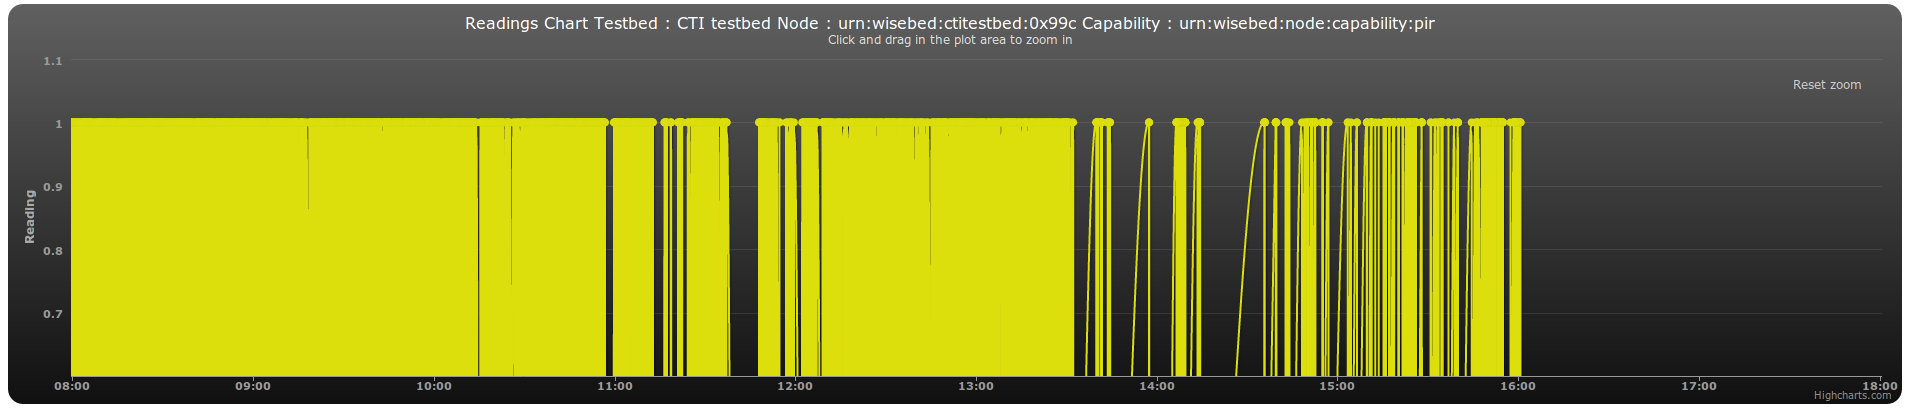 Readings Chart Testbed : CTI testbed Node : urn:wisebed:ctitestbed:0x99c Capability : urn:wisebed:node:capability:pir
Click and drag in the plot area to zoom in
Reset zoom
1.1
1
0.9
0.8
0.7
Reading
08:00 09:00 10:00 11:00 12:00 13:00 14:00 15:00 16:00 17:00 18:00
Highcharts.com